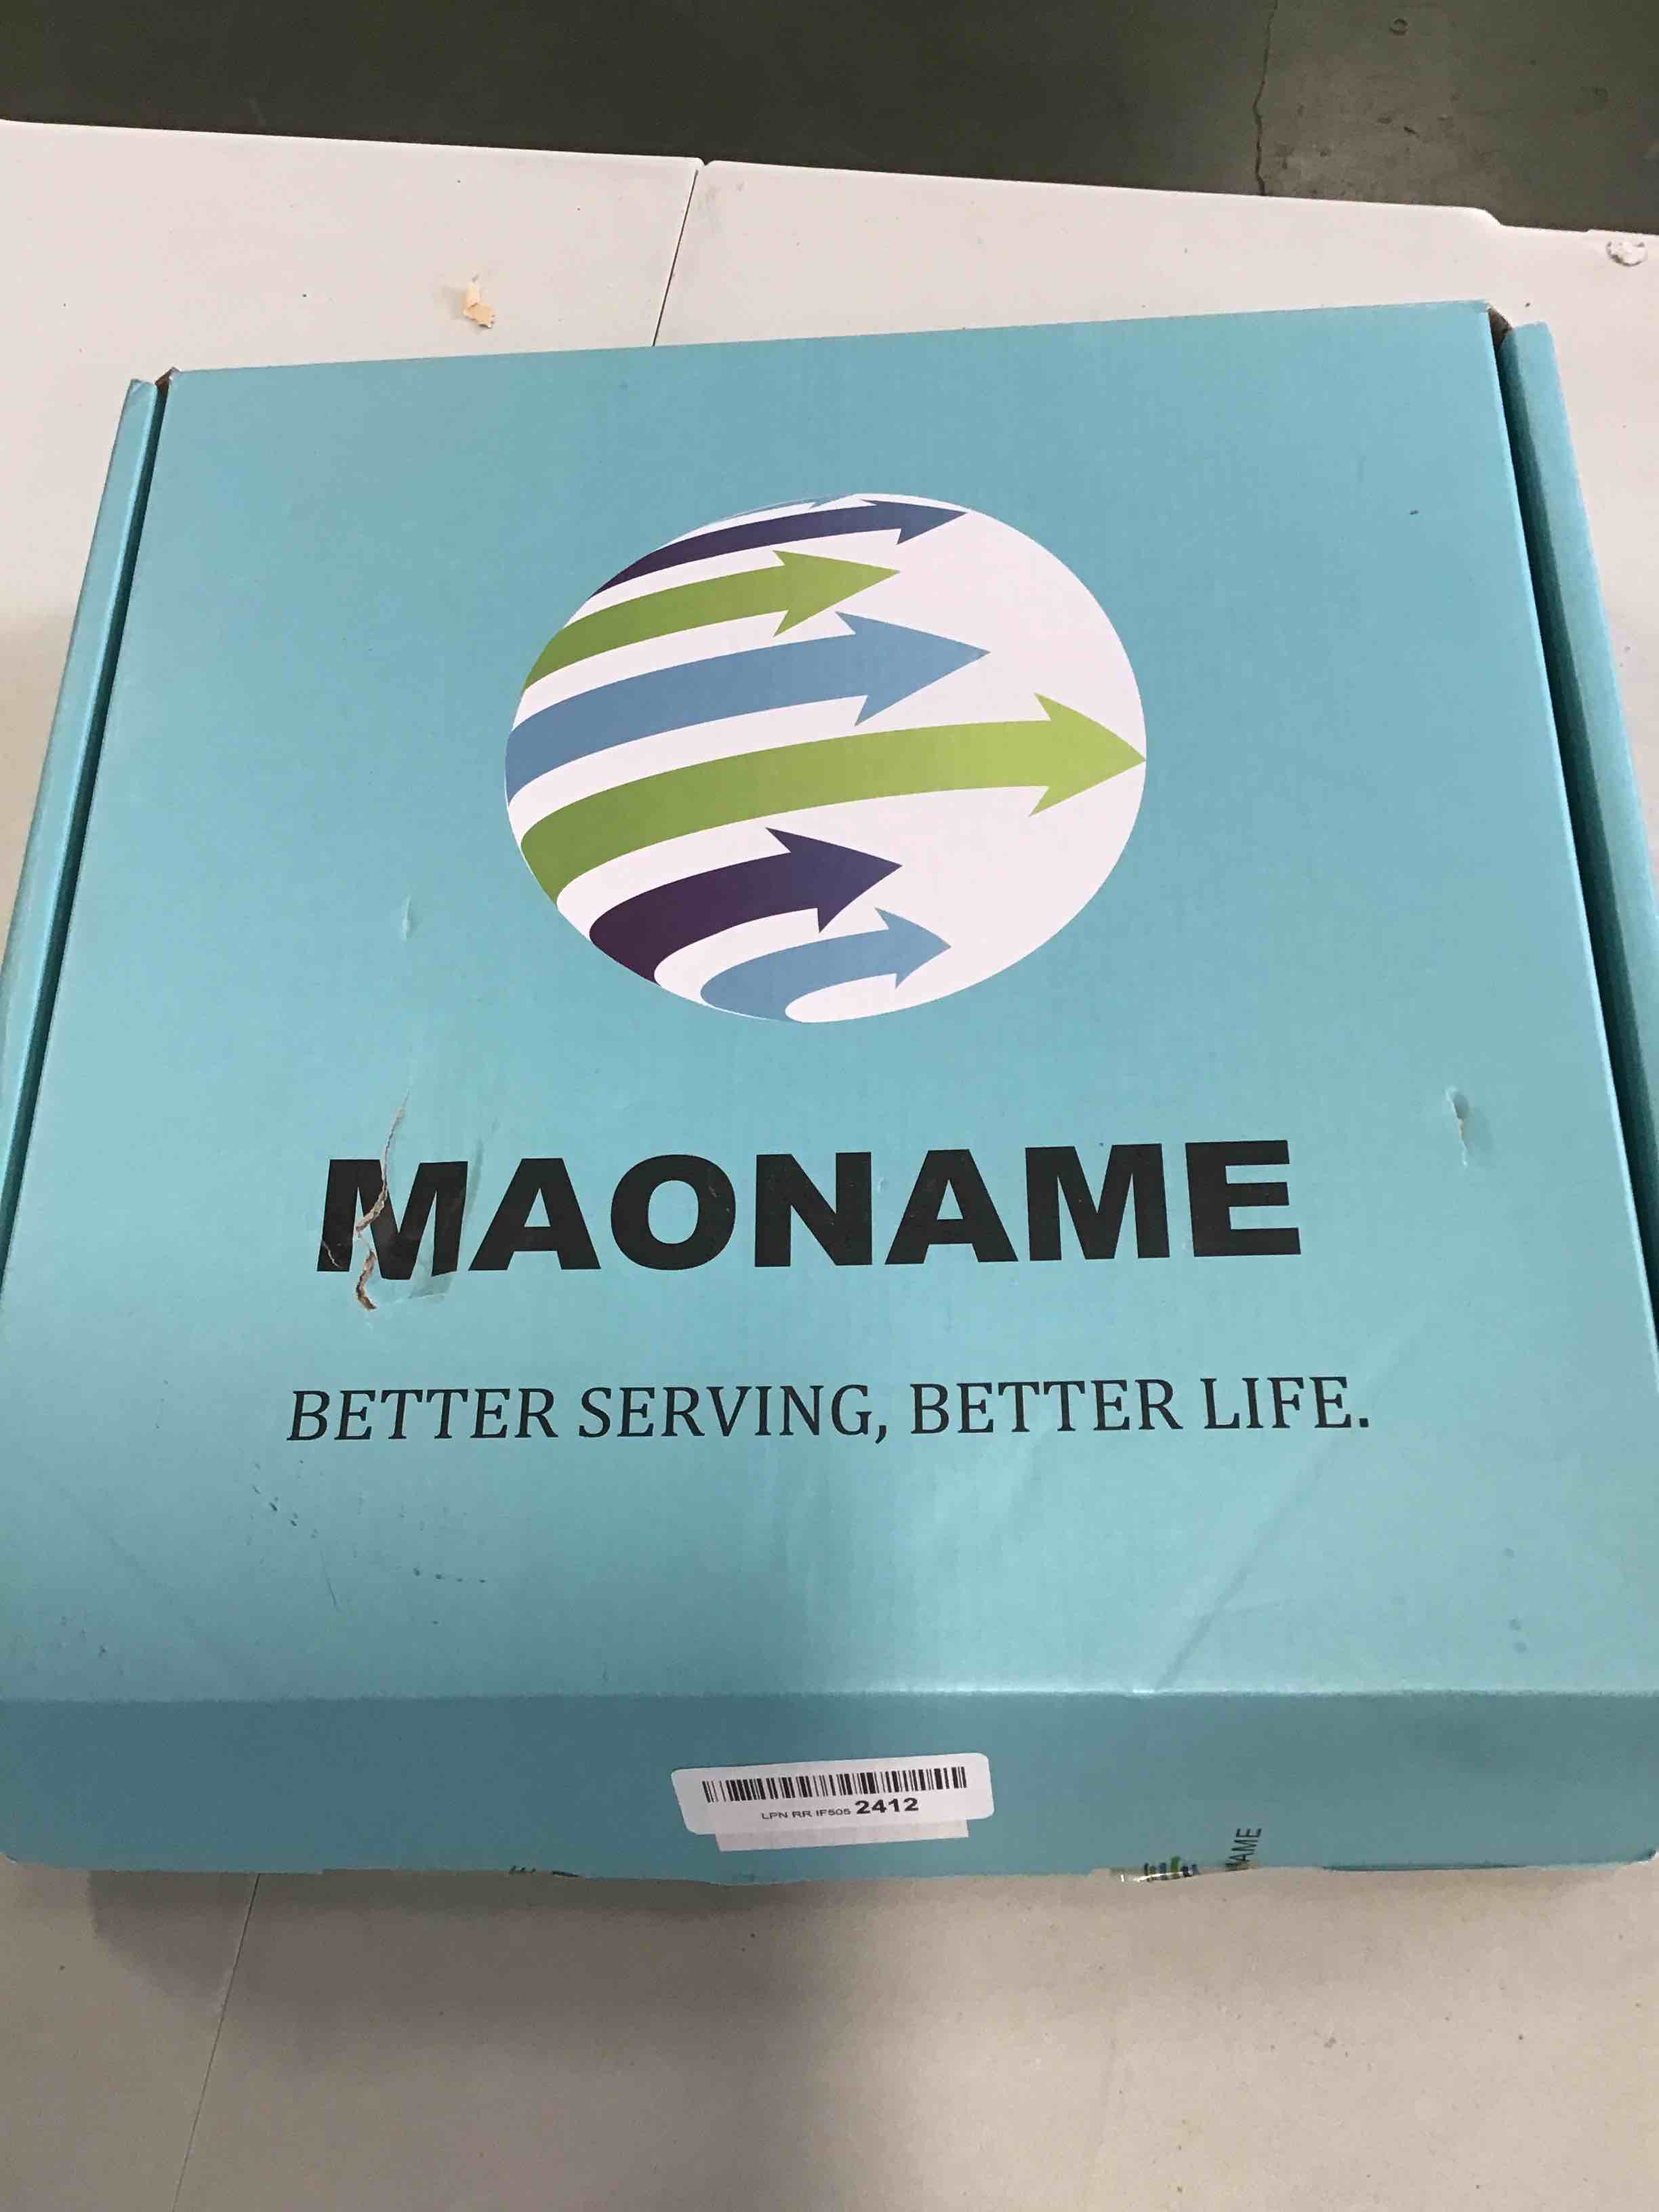 MAONAME
BETTER SERVING, BETTER LIFE.
LPN RR IF505 2412